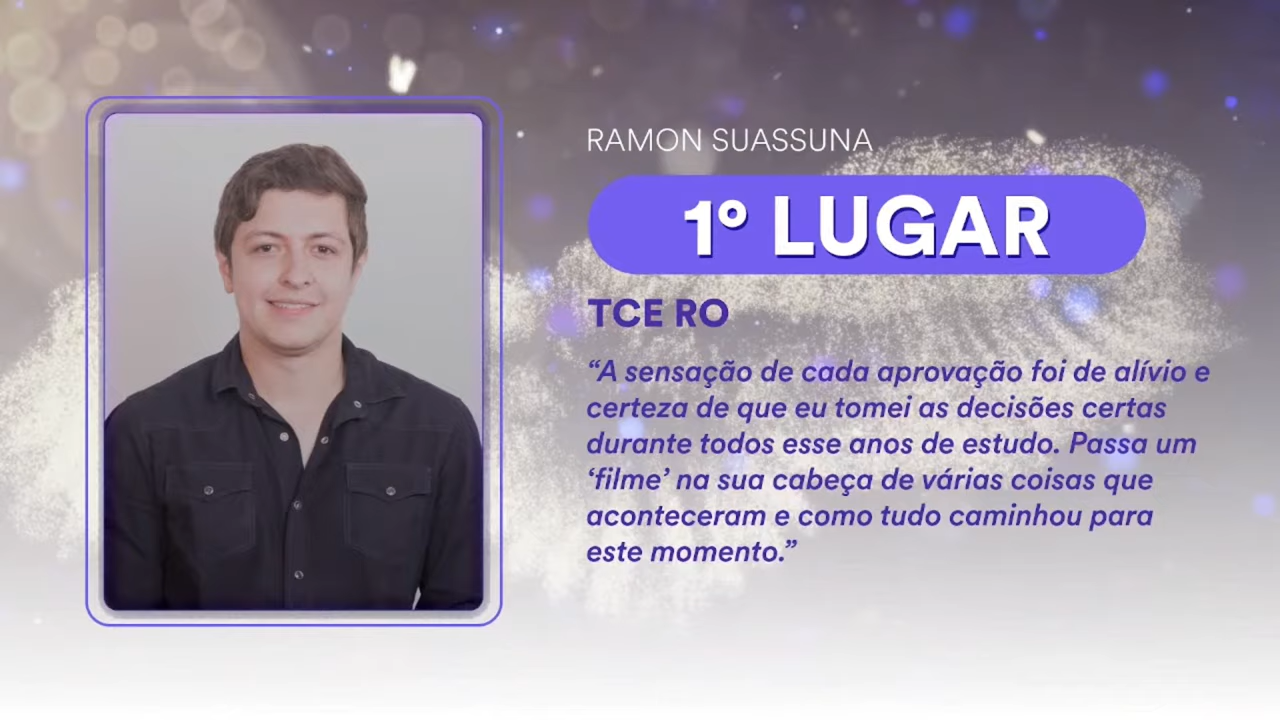 RAMON SUASSUNA
1º LUGAR
TCE RO
“A sensação de cada aprovação foi de alívio e
certeza de que eu tomei as decisões certas
durante todos esse anos de estudo. Passa um
‘filme’ na sua cabeça de várias coisas que
aconteceram e como tudo caminhou para
este momento.”